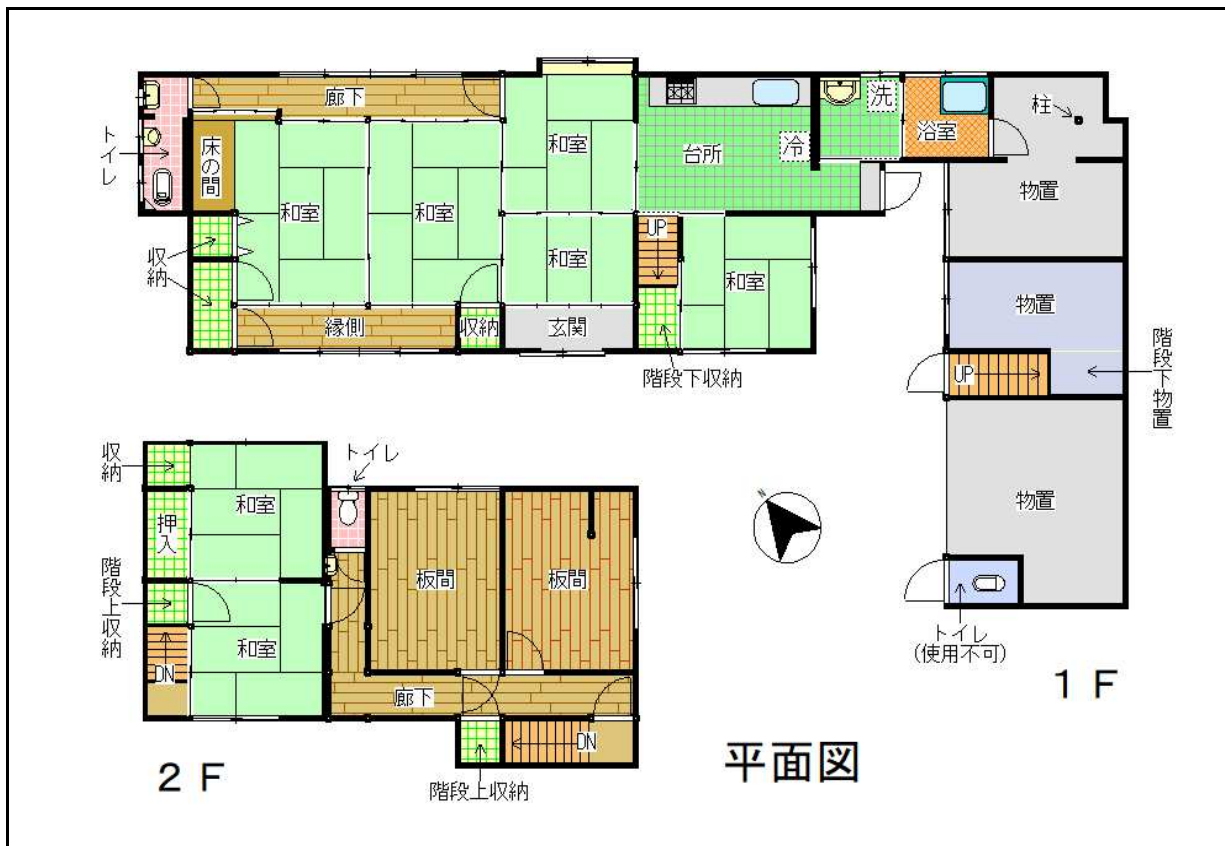 廊下
トイレ
床の間
和室
和室
和室
和室
台所
冷
洗
浴室
柱
物置
収納
縁側
収納
玄関
UP
和室
階段下収納
物置
UP
階段下物置
物置
トイレ
(使用不可)
1F
収納
和室
押入
階段上収納
和室
DN
トイレ
板間
板間
廊下
DN
階段上収納
N
2F
平面図